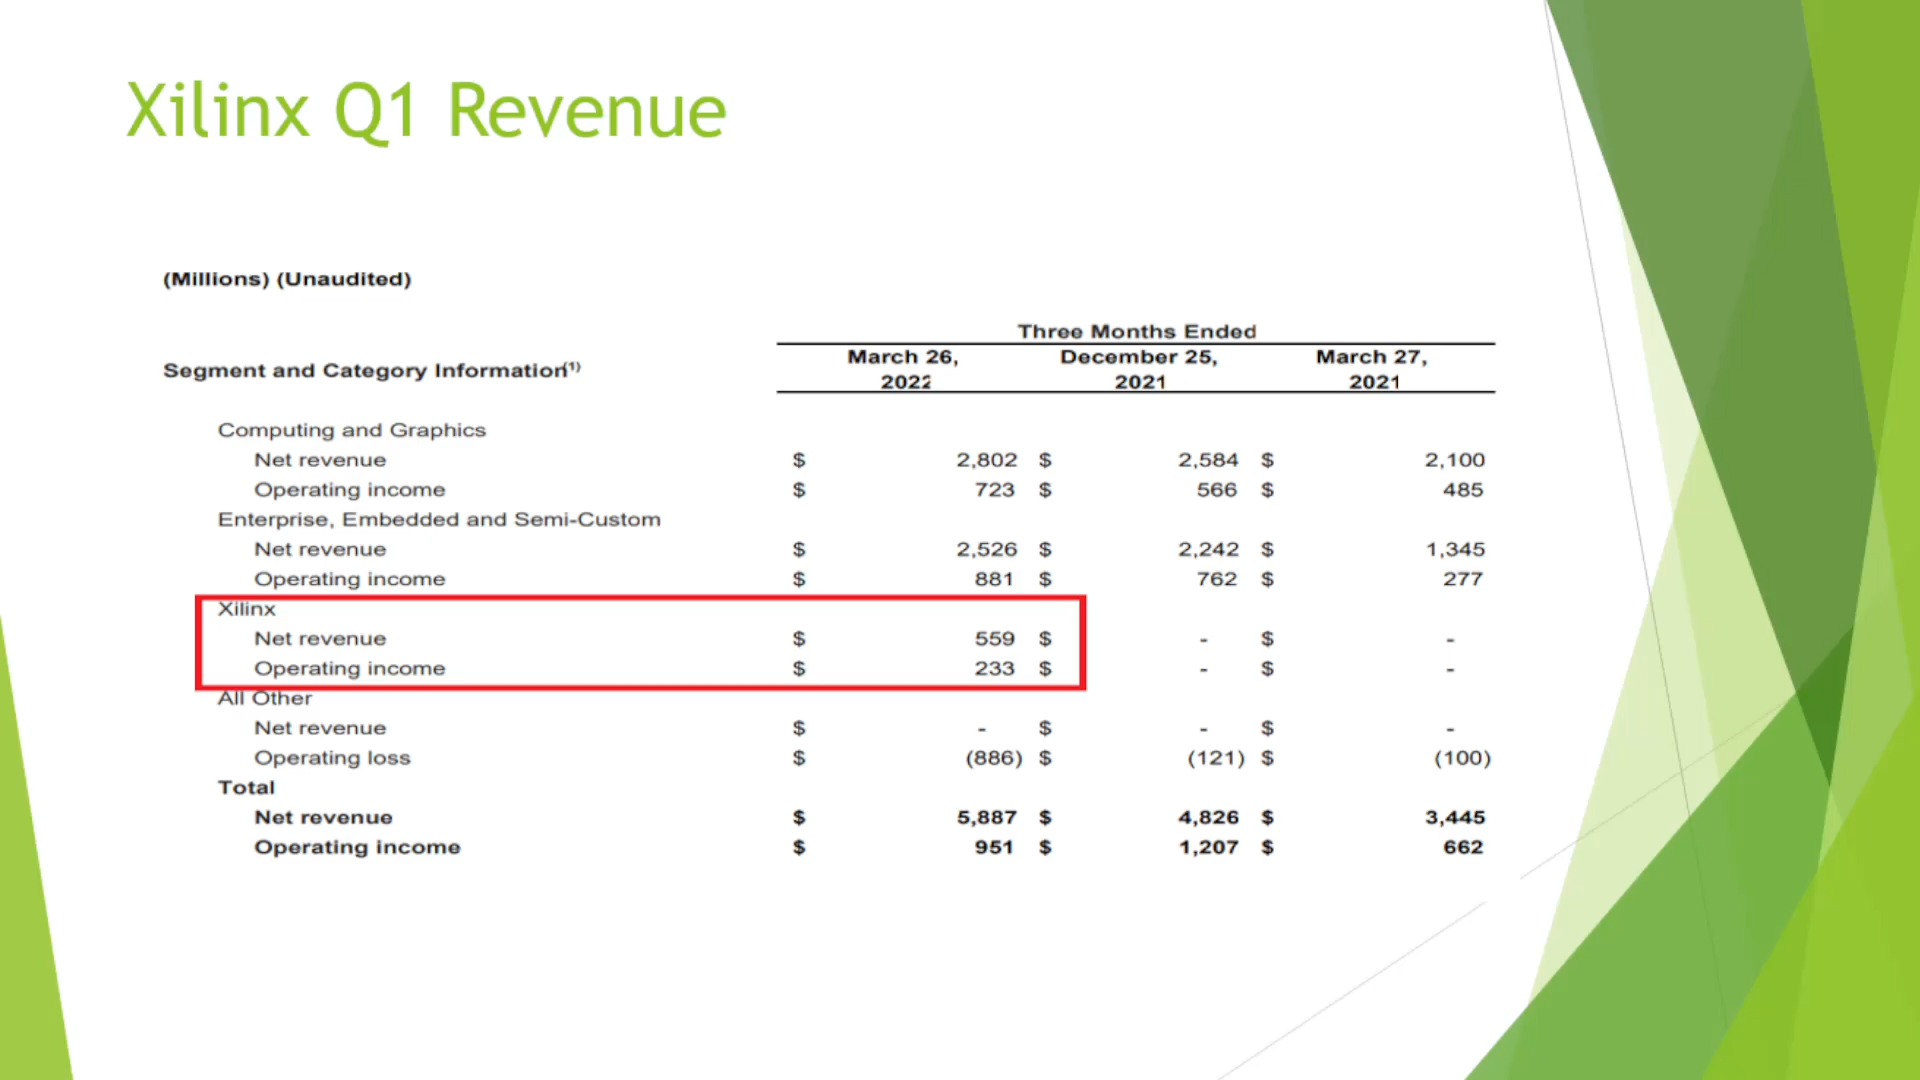 Xilinx Q1 Revenue
(Millions) (Unaudited)
Three Months Ended
Segment and Category Information(1) March 26, 2022 December 25, 2021 March 27, 2021
Computing and Graphics
Net revenue $ 2,802 $ 2,584 $ 2,100
Operating income $ 723 $ 566 $ 485
Enterprise, Embedded and Semi-Custom
Net revenue $ 2,526 $ 2,242 $ 1,345
Operating income $ 881 $ 762 $ 277
Xilinx
Net revenue $ 559 $ - $ -
Operating income $ 233 $ - $ -
All Other
Net revenue $ - $ - $ -
Operating loss $ (886) $ (121) $ (100)
Total
Net revenue $ 5,887 $ 4,826 $ 3,445
Operating income $ 951 $ 1,207 $ 662